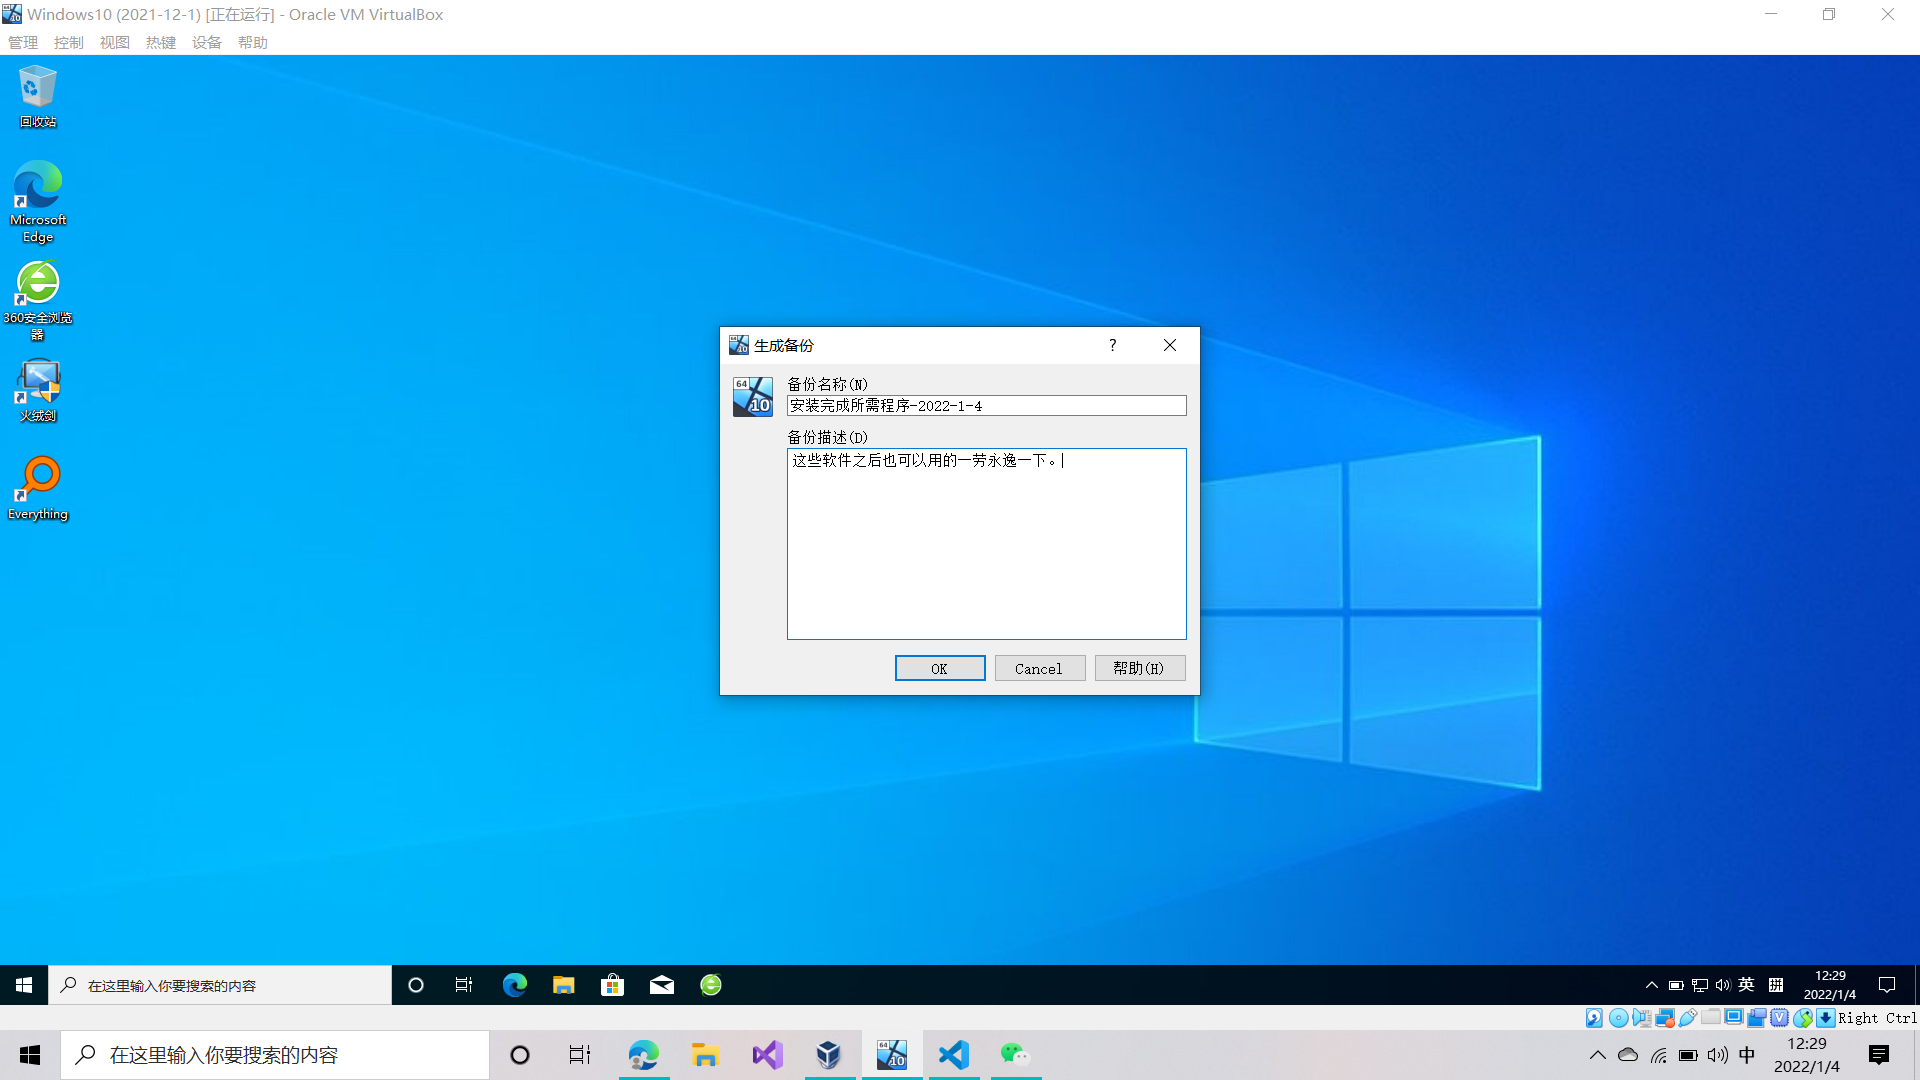 Windows10 (2021-12-1) [正在运行] - Oracle VM VirtualBox
管理 控制 视图 热键 设备 帮助
回收站
Microsoft
Edge
360安全浏览
器
火绒剑
Everything
生成备份
备份名称(N)
安装完成所需程序-2022-1-4
备份描述(D)
这些软件之后也可以用的一劳永逸一下。
OK Cancel 帮助(H)
在这里输入你要搜索的内容
英 拼 12:29
2022/1/4
Right Ctrl
在这里输入你要搜索的内容
中 12:29
2022/1/4